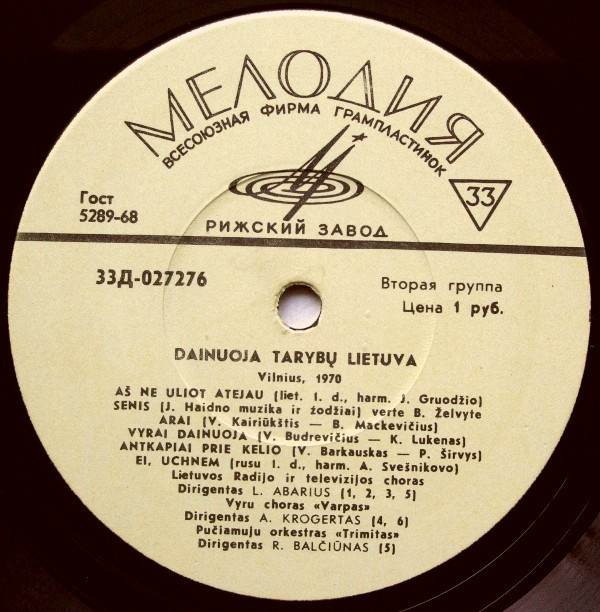 МЕЛОДИЯ
ВСЕСОЮЗНАЯ ФИРМА ГРАМПЛАСТИНОК
33
Гост
5289-68
РИЖСКИЙ ЗАВОД
33Д-027276
Вторая группа
Цена 1 руб.
DAINUOJA TARYBŲ LIETUVA
Vilnius, 1970
AŠ NE ULIOT ATEJAU (liet. l. d., harm. J. Gruodžio)
SENIS (J. Haidno muzika ir žodžiai) verte B. Želvyte
ARAI (V. Kairiūkštis — B. Mackevičius)
VYRAI DAINUOJA (V. Budrevičius — K. Lukenas)
ANTKAPIAI PRIE KELIO (V. Barkauskas — P. Širvys)
EI, UCHNEM (rusu l. d., harm. A. Svešnikovo)
Lietuvos Radijo ir televizijos choras
Dirigentas L. ABARIUS (1, 2, 3, 5)
Vyru choras «Varpas»
Dirigentas A. KROGERTAS (4, 6)
Pučiamuju orkestras «Trimitas»
Dirigentas R. BALČIŪNAS (5)